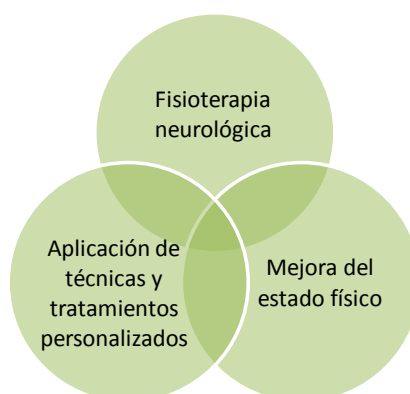 Fisioterapia
neurológica
Aplicación de
técnicas y
tratamientos
personalizados
Mejora del
estado físico